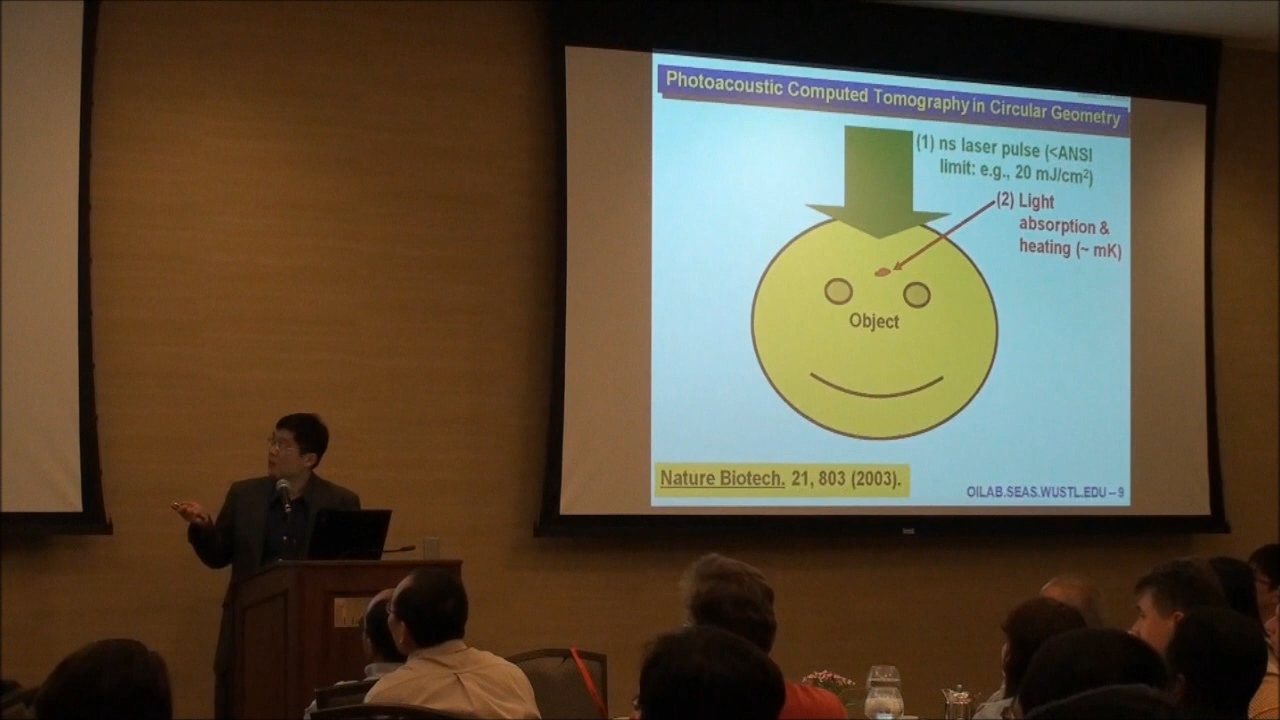 Photoacoustic Computed Tomography in Circular Geometry
(1) ns laser pulse (<ANSI
limit: e.g., 20 mJ/cm²)
(2) Light
absorption &
heating (~ mK)
Object
Nature Biotech. 21, 803 (2003).
OILAB.SEAS.WUSTL.EDU – 9